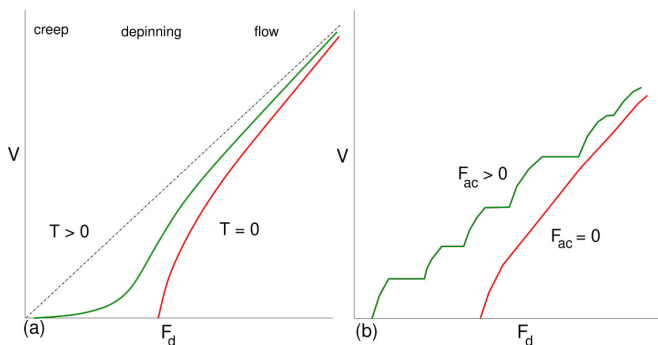 creep depinning flow
V
T > 0
T = 0
(a)
F_d
V
F_ac > 0
F_ac = 0
(b)
F_d